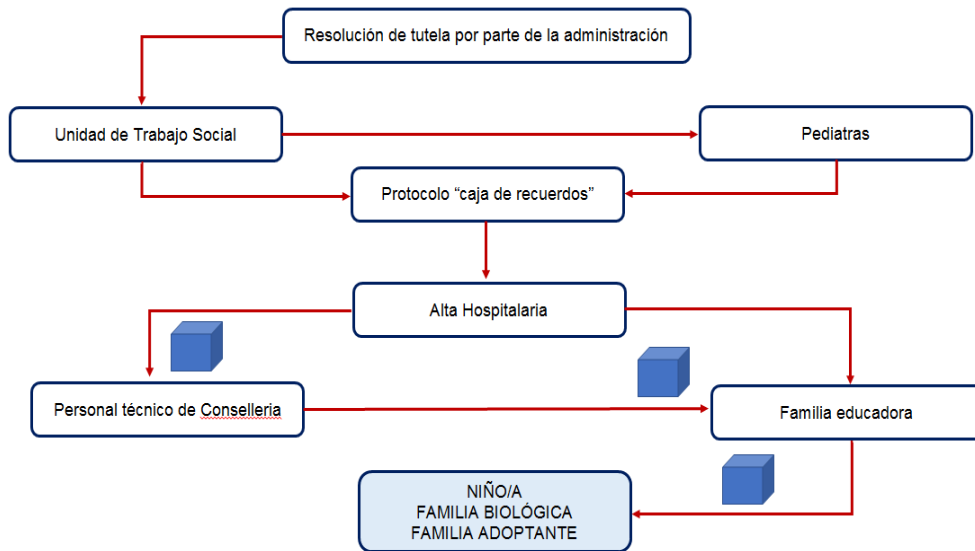 Resolución de tutela por parte de la administración
Unidad de Trabajo Social
Pediatras
Protocolo “caja de recuerdos”
Alta Hospitalaria
Personal técnico de Conselleria
Familia educadora
NIÑO/A
FAMILIA BIOLÓGICA
FAMILIA ADOPTANTE